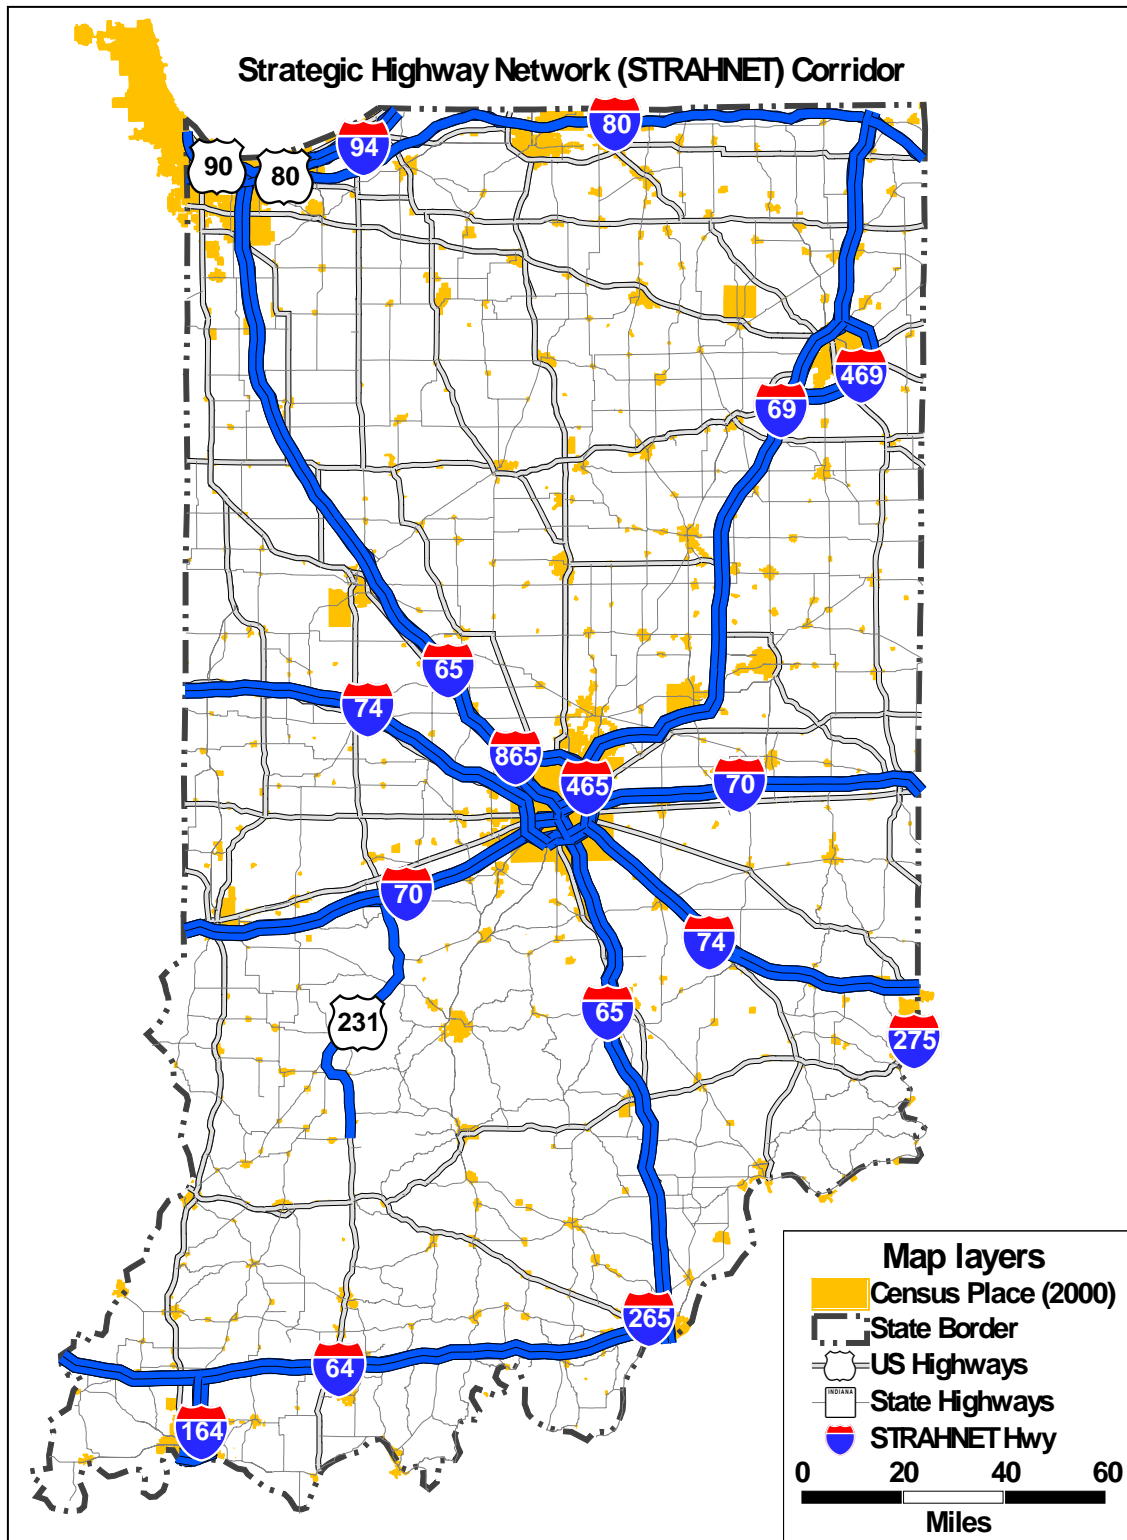 Strategic Highway Network (STRAHNET) Corridor
80
94
90
80
469
69
65
74
865
465
70
70
74
231
65
275
265
64
164
Map layers
Census Place (2000)
State Border
US Highways
INDIANA
State Highways
STRAHNET Hwy
0 20 40 60
Miles